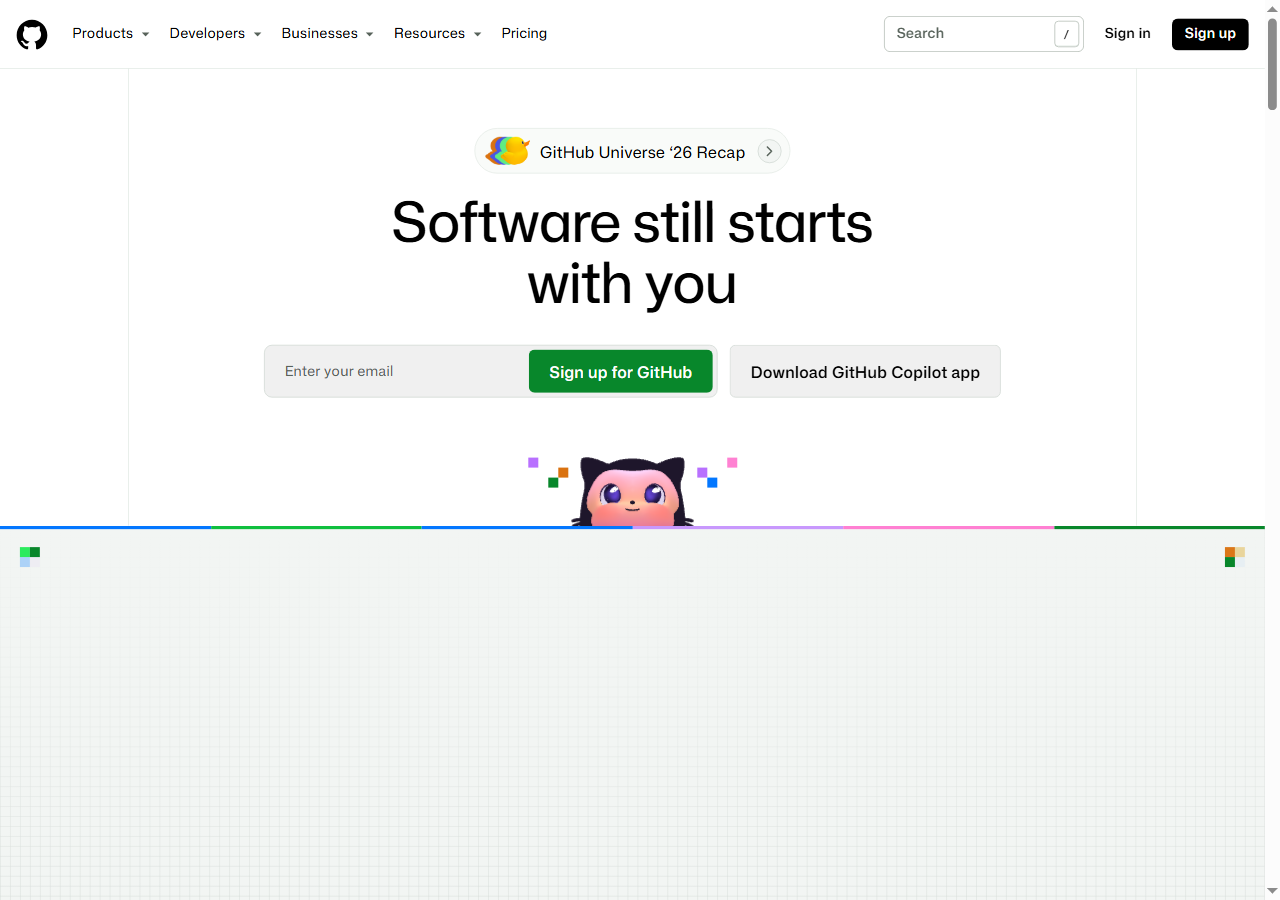 Products
Developers
Businesses
Resources
Pricing
Search
/
Sign in
Sign up
GitHub Universe ‘26 Recap
Software still starts
with you
Enter your email
Sign up for GitHub
Download GitHub Copilot app